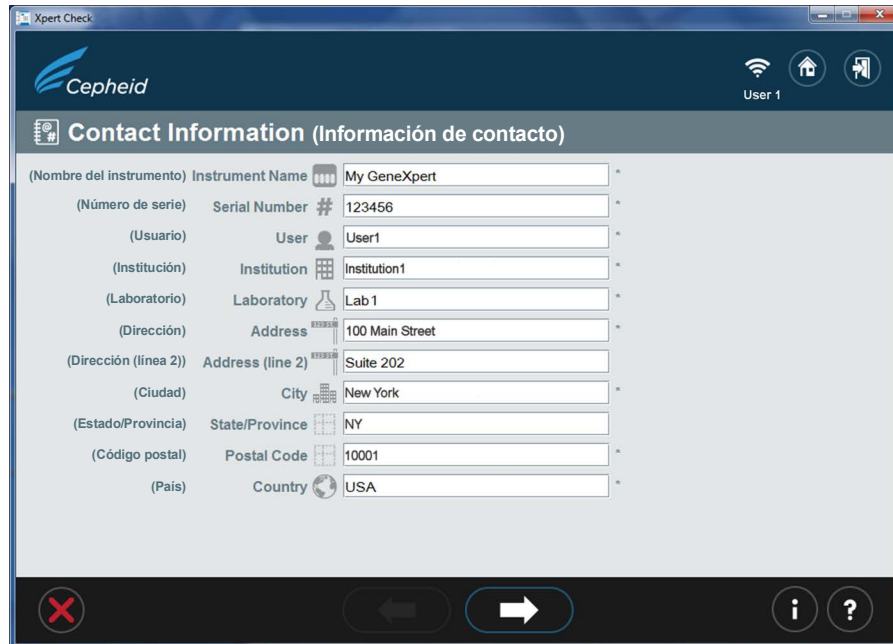 Xpert Check
Cepheid
User 1
Contact Information (Información de contacto)
(Nombre del instrumento) Instrument Name My GeneXpert *
(Número de serie) Serial Number # 123456 *
(Usuario) User User1 *
(Institución) Institution Institution1 *
(Laboratorio) Laboratory Lab1 *
(Dirección) Address 100 Main Street *
(Dirección (línea 2)) Address (line 2) Suite 202
(Ciudad) City New York *
(Estado/Provincia) State/Province NY
(Código postal) Postal Code 10001 *
(País) Country USA *
i ?